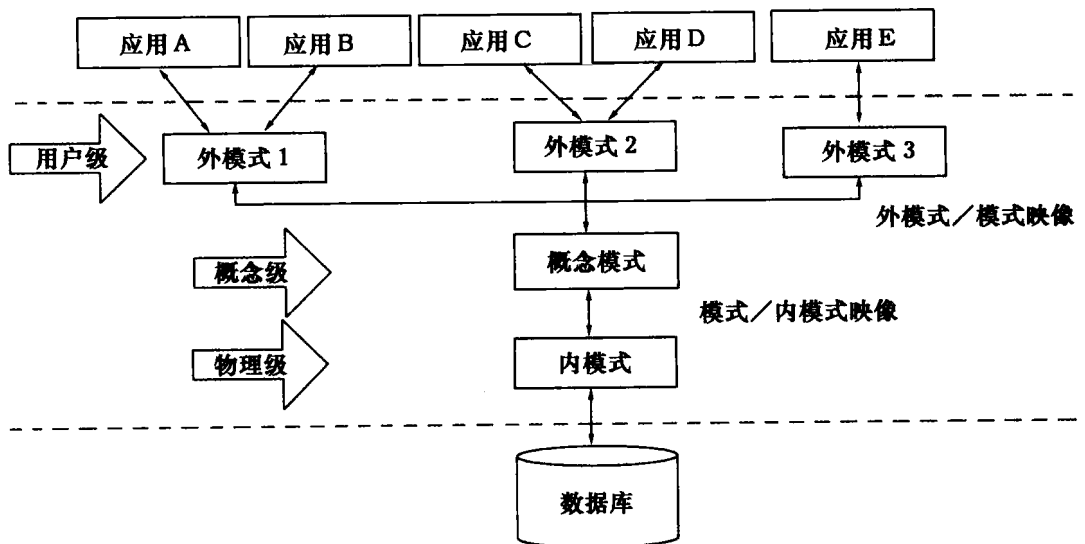 应用A
应用B
应用C
应用D
应用E
用户级
外模式1
外模式2
外模式3
外模式／模式映像
概念级
概念模式
模式／内模式映像
物理级
内模式
数据库